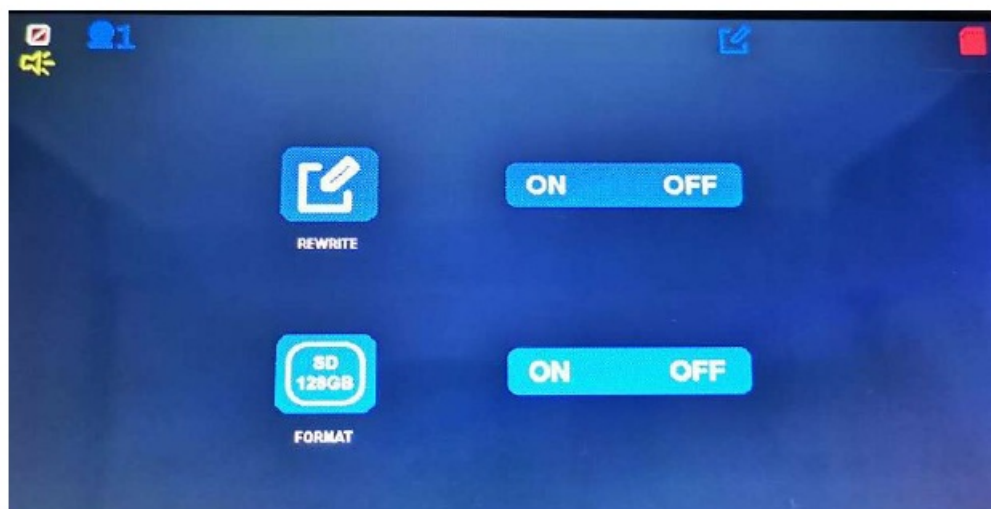 1
ON OFF
REWRITE
SD
128GB
ON OFF
FORMAT